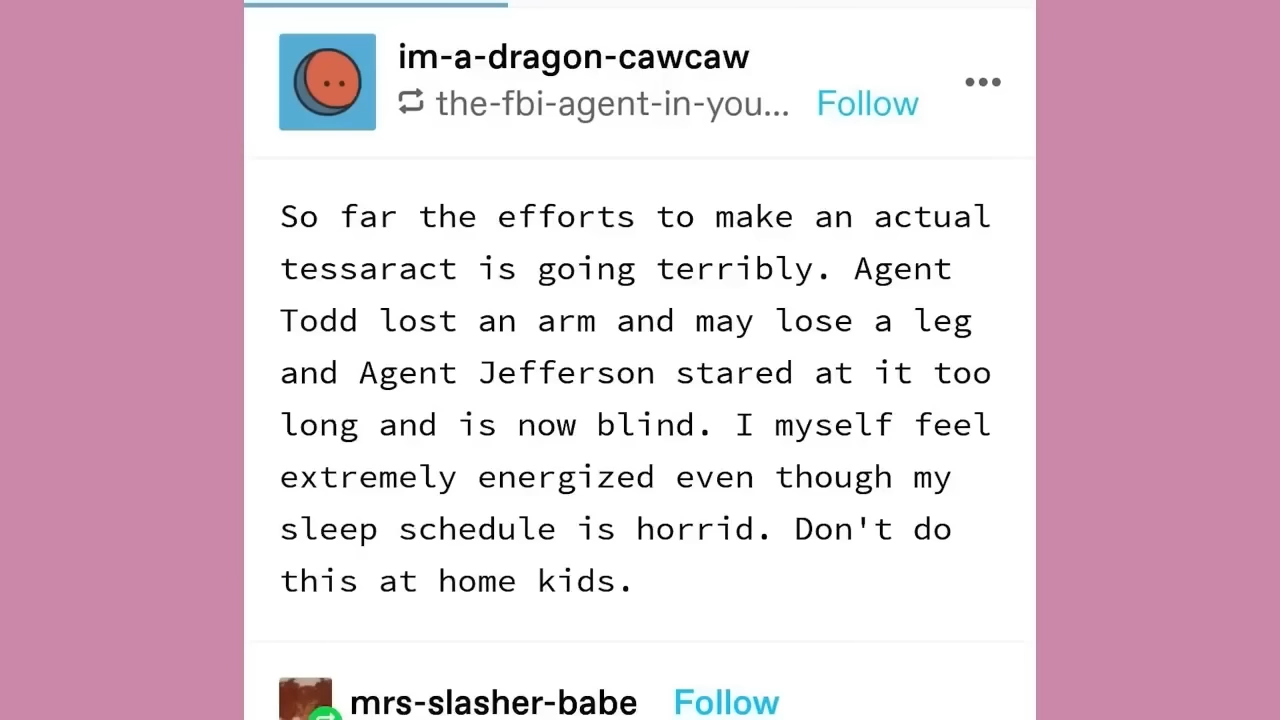 im-a-dragon-cawcaw
the-fbi-agent-in-you... Follow
So far the efforts to make an actual
tessaract is going terribly. Agent
Todd lost an arm and may lose a leg
and Agent Jefferson stared at it too
long and is now blind. I myself feel
extremely energized even though my
sleep schedule is horrid. Don't do
this at home kids.
mrs-slasher-babe Follow